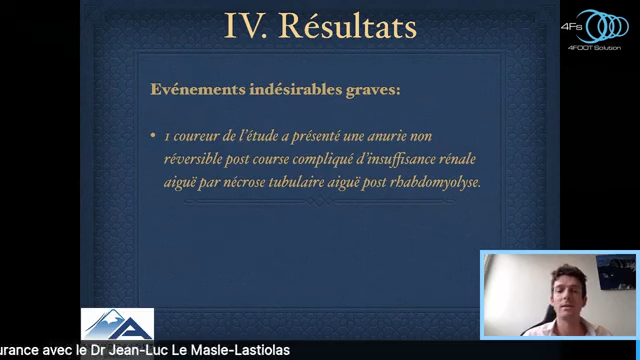 IV. Résultats
4Fs
4FOOT Solution
Evénements indésirables graves:
• 1 coureur de l'étude a présenté une anurie non
réversible post course compliqué d'insuffisance rénale
aiguë par nécrose tubulaire aiguë post rhabdomyolyse.
urance avec le Dr Jean-Luc Le Masle-Lastiolas